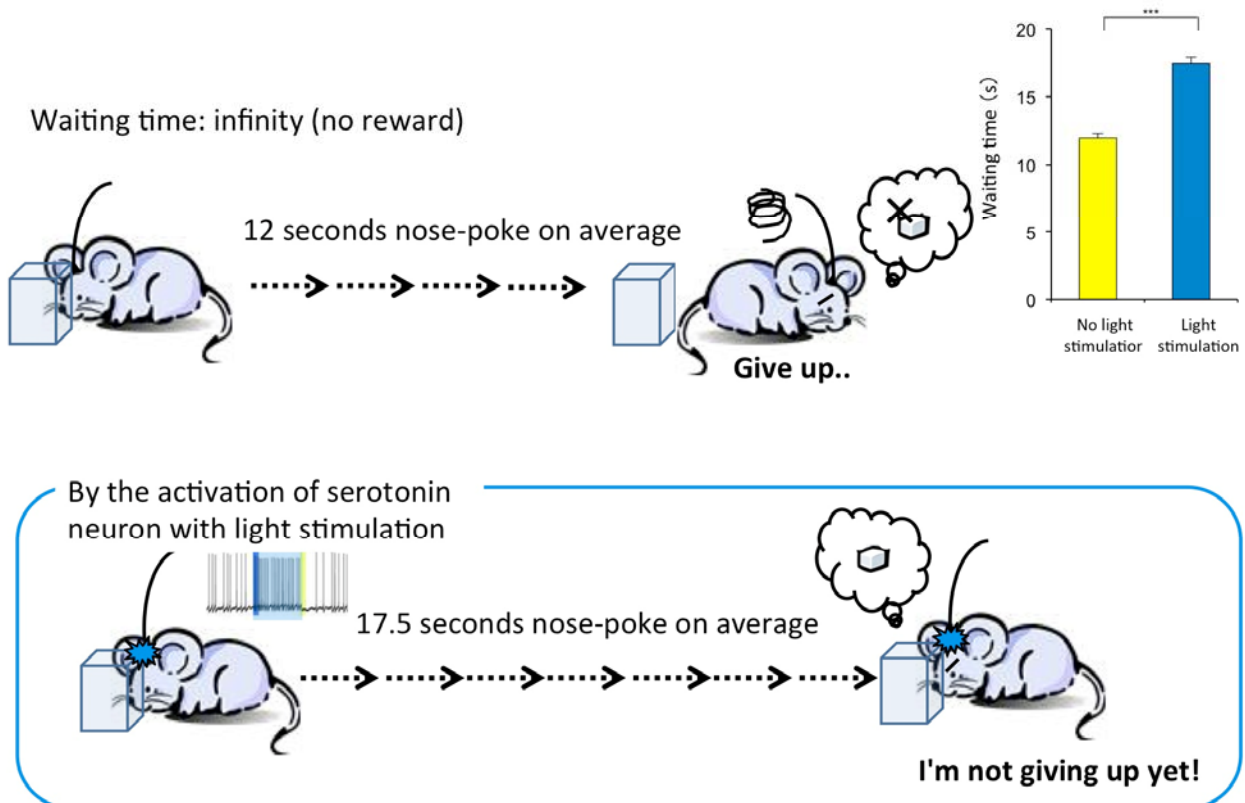 Waiting time: infinity (no reward)
12 seconds nose-poke on average
Give up..
***
Waiting time (s)
20
15
10
5
0
No light
stimulatior
Light
stimulation
By the activation of serotonin
neuron with light stimulation
17.5 seconds nose-poke on average
I'm not giving up yet!